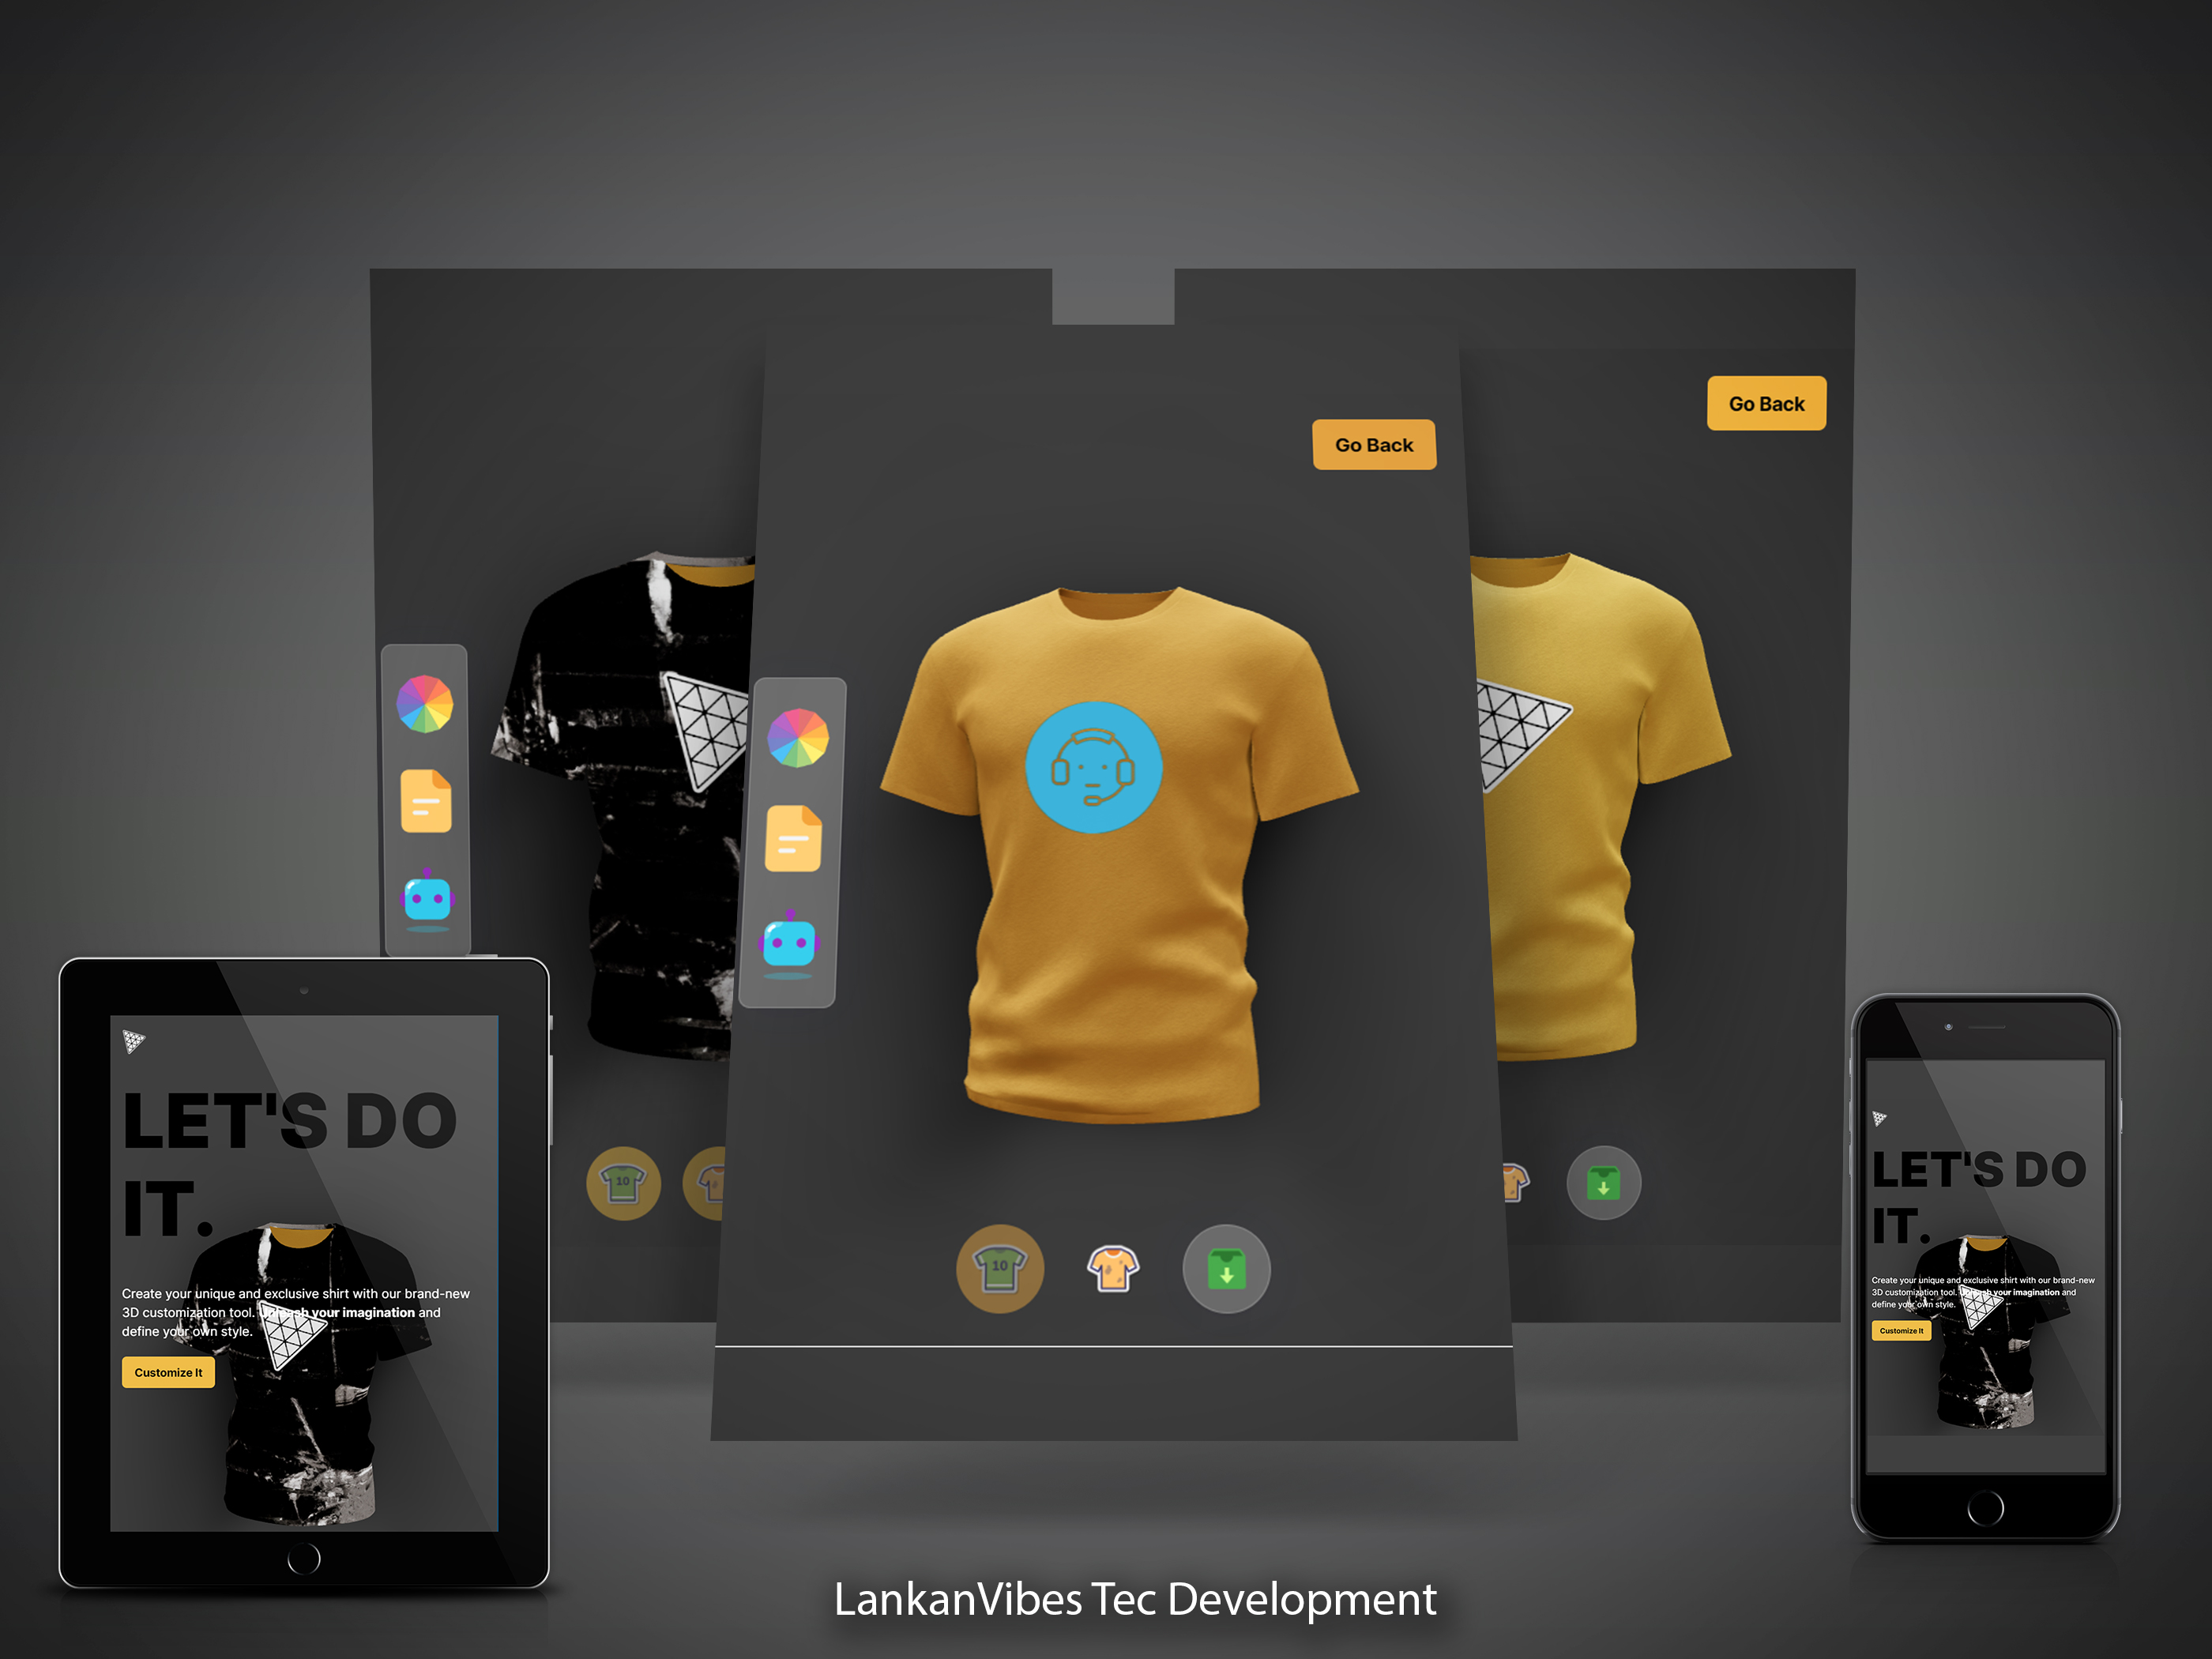 Go Back
Go Back
10
10
LET'S DO
IT.
Create your unique and exclusive shirt with our brand-new
3D customization tool. Unleash your imagination and
define your own style.
Customize It
LET'S DO
IT.
Create your unique and exclusive shirt with our brand-new
3D customization tool. Unleash your imagination and
define your own style.
Customize It
LankanVibes Tec Development